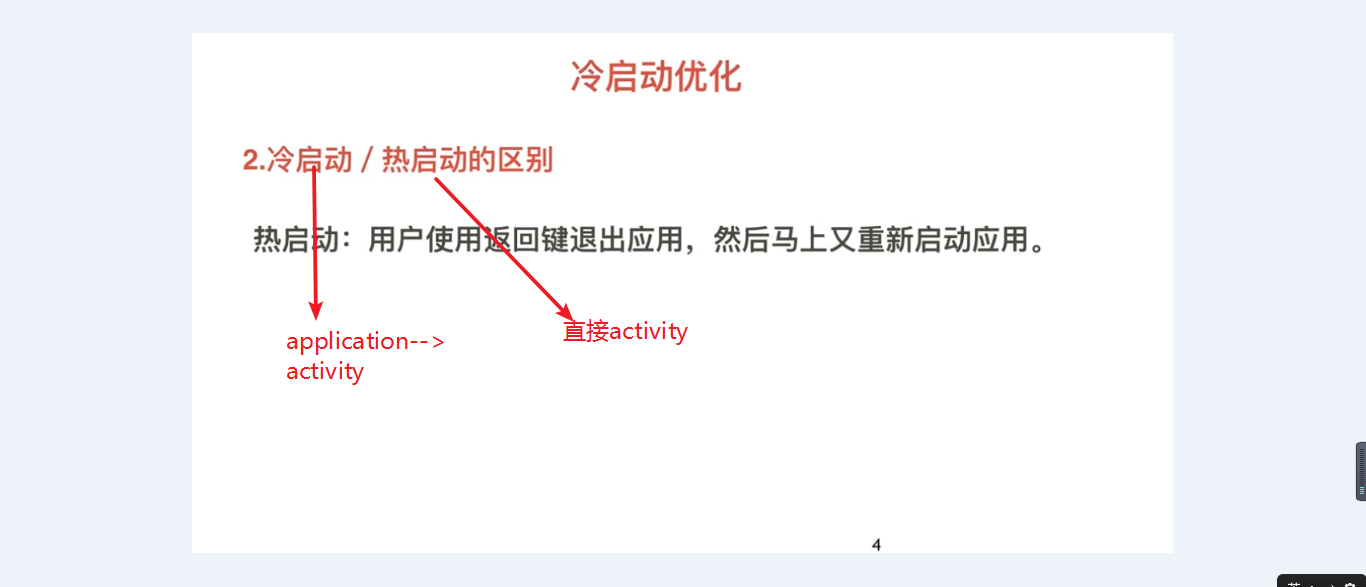 冷启动优化
2.冷启动 / 热启动的区别
热启动：用户使用返回键退出应用，然后马上又重新启动应用。
application-->
activity
直接activity
4